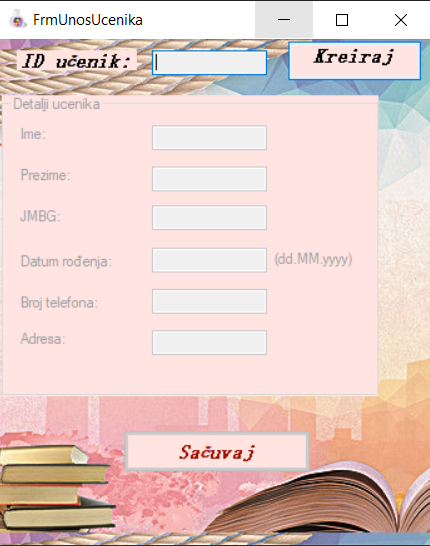 FrmUnosUcenika
ID učenik:
Kreiraj
Detalji ucenika
Ime:
Prezime:
JMBG:
Datum rođenja:
(dd.MM.yyyy)
Broj telefona:
Adresa:
Sačuvaj